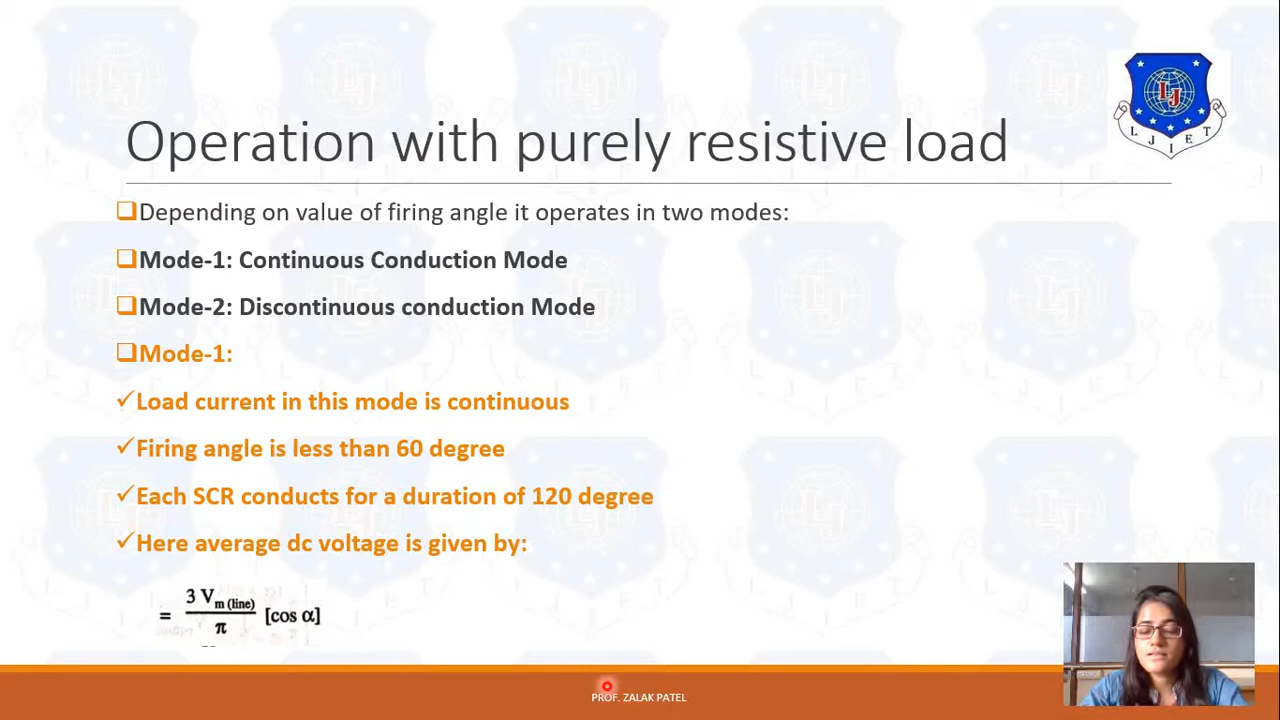 Operation with purely resistive load
LJ
L J I E T
Depending on value of firing angle it operates in two modes:
Mode-1: Continuous Conduction Mode
Mode-2: Discontinuous conduction Mode
Mode-1:
Load current in this mode is continuous
Firing angle is less than 60 degree
Each SCR conducts for a duration of 120 degree
Here average dc voltage is given by:
= 3 Vm (line) / π [cos α]
PROF. ZALAK PATEL